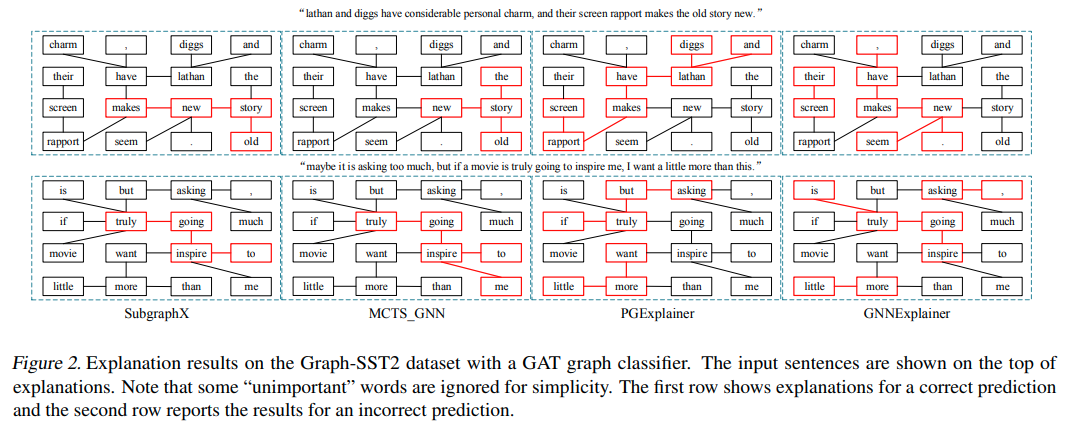 “lathan and diggs have considerable personal charm, and their screen rapport makes the old story new.”
charm , diggs and charm , diggs and charm , diggs and charm , diggs and
their have lathan the their have lathan the their have lathan the their have lathan the
screen makes new story screen makes new story screen makes new story screen makes new story
rapport seem . old rapport seem . old rapport seem . old rapport seem . old
“maybe it is asking too much, but if a movie is truly going to inspire me, I want a little more than this.”
is but asking , is but asking , is but asking , is but asking ,
if truly going much if truly going much if truly going much if truly going much
movie want inspire to movie want inspire to movie want inspire to movie want inspire to
little more than me little more than me little more than me little more than me
SubgraphX MCTS_GNN PGExplainer GNNExplainer
Figure 2. Explanation results on the Graph-SST2 dataset with a GAT graph classifier. The input sentences are shown on the top of
explanations. Note that some “unimportant” words are ignored for simplicity. The first row shows explanations for a correct prediction
and the second row reports the results for an incorrect prediction.